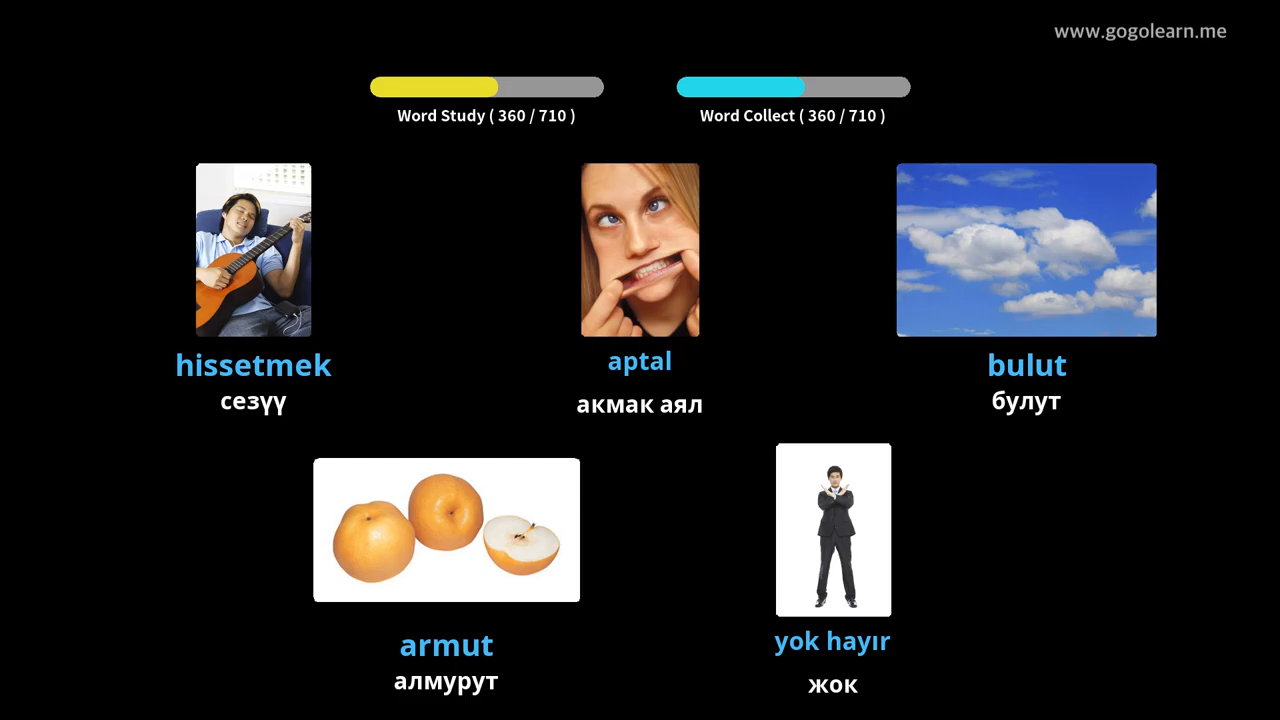 www.gogolearn.me
Word Study ( 360 / 710 )
Word Collect ( 360 / 710 )
hissetmek
сезүү
aptal
акмак аял
bulut
булут
armut
алмурут
yok hayır
жок